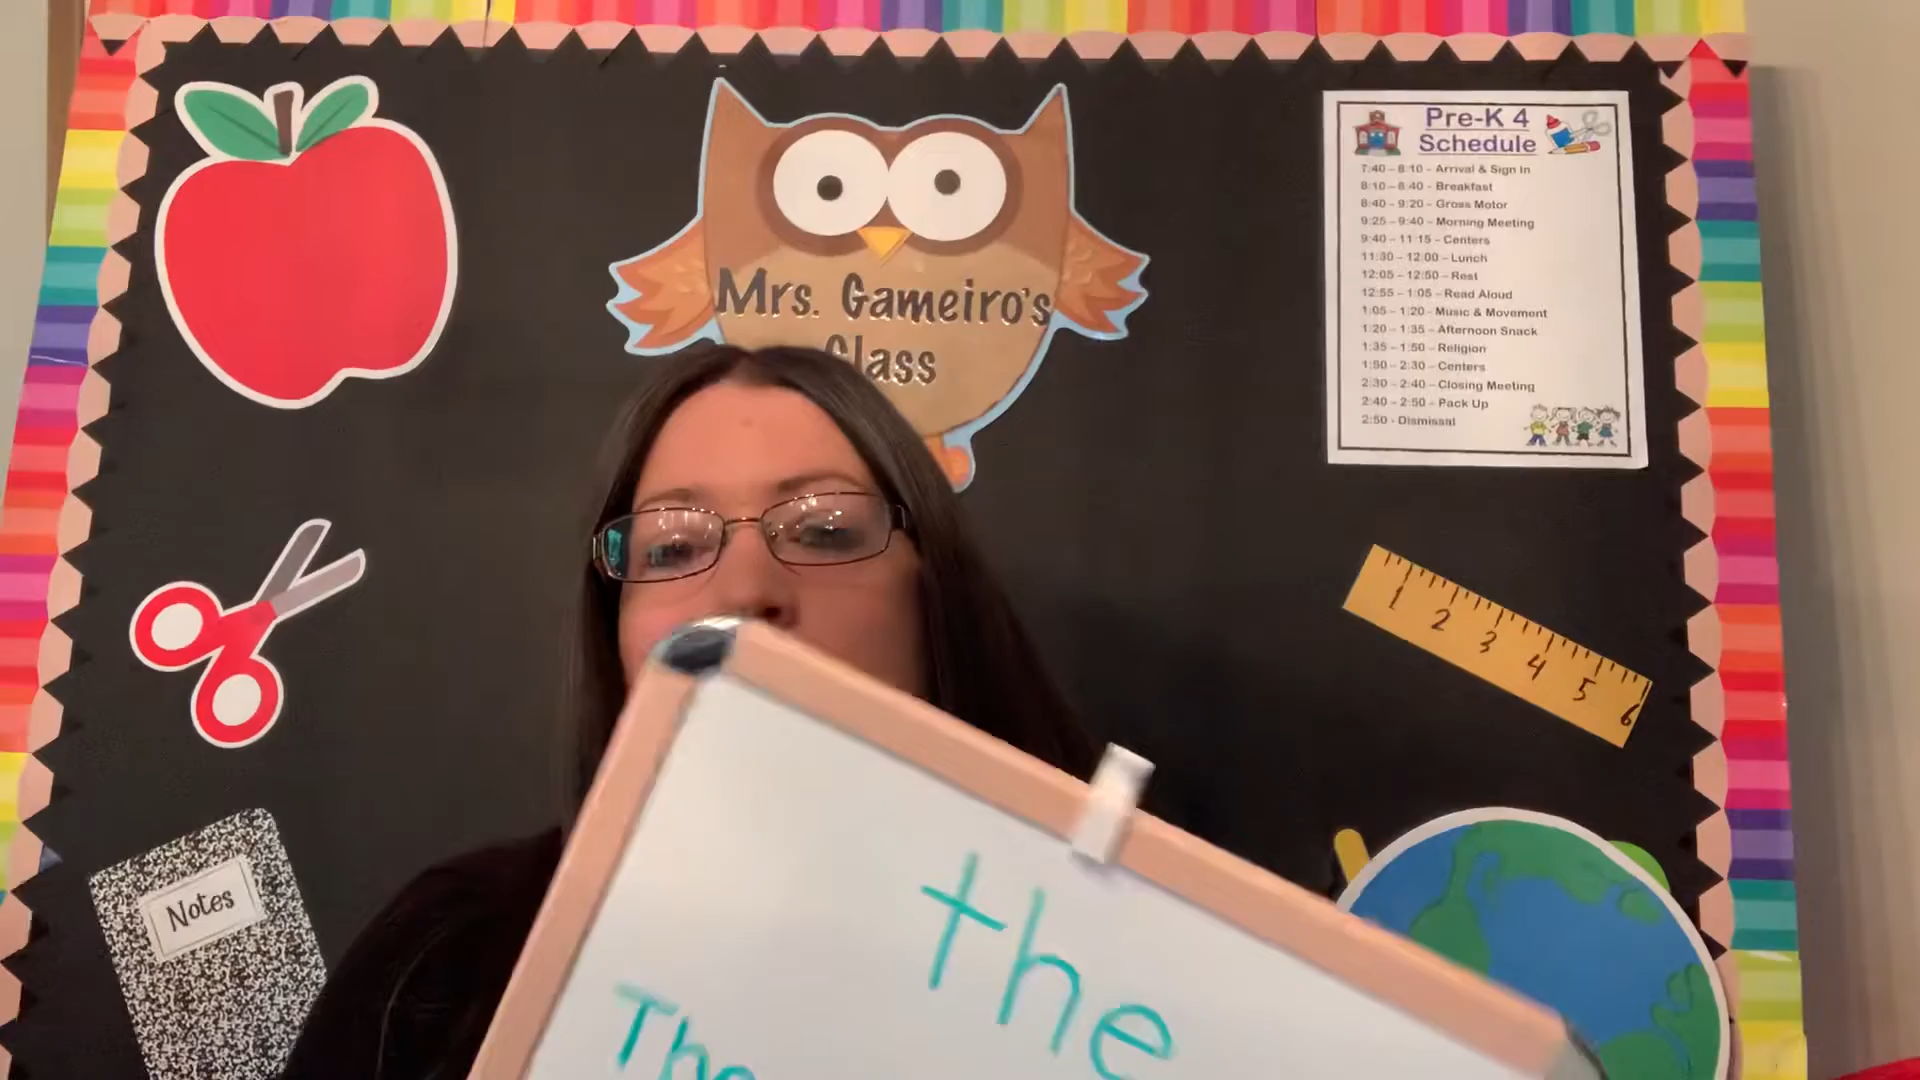 Mrs. Gameiro's
Class
Pre-K 4
Schedule
7:40 – 8:10 – Arrival & Sign In
8:10 – 8:40 – Breakfast
8:40 – 9:20 – Gross Motor
9:25 – 9:40 – Morning Meeting
9:40 – 11:15 – Centers
11:30 – 12:00 – Lunch
12:05 – 12:50 – Rest
12:55 – 1:05 – Read Aloud
1:05 – 1:20 – Music & Movement
1:20 – 1:35 – Afternoon Snack
1:35 – 1:50 – Religion
1:50 – 2:30 – Centers
2:30 – 2:40 – Closing Meeting
2:40 – 2:50 – Pack Up
2:50 - Dismissal
1 2 3 4 5 6
Notes
the
The